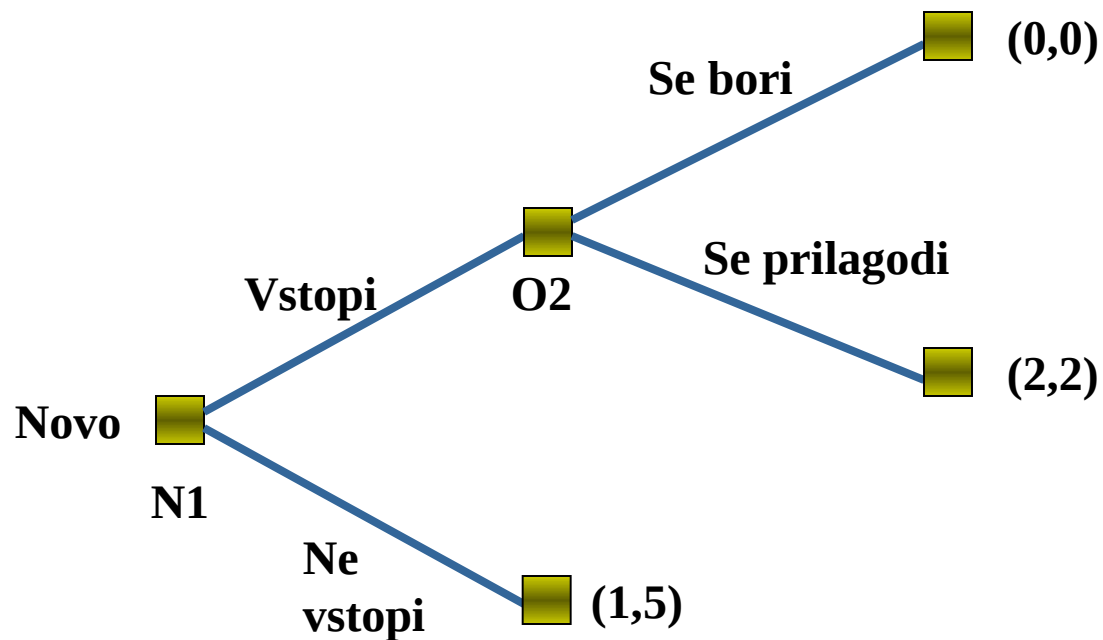 (0,0)
Se bori
Se prilagodi
Vstopi
O2
(2,2)
Novo
N1
Ne
vstopi
(1,5)